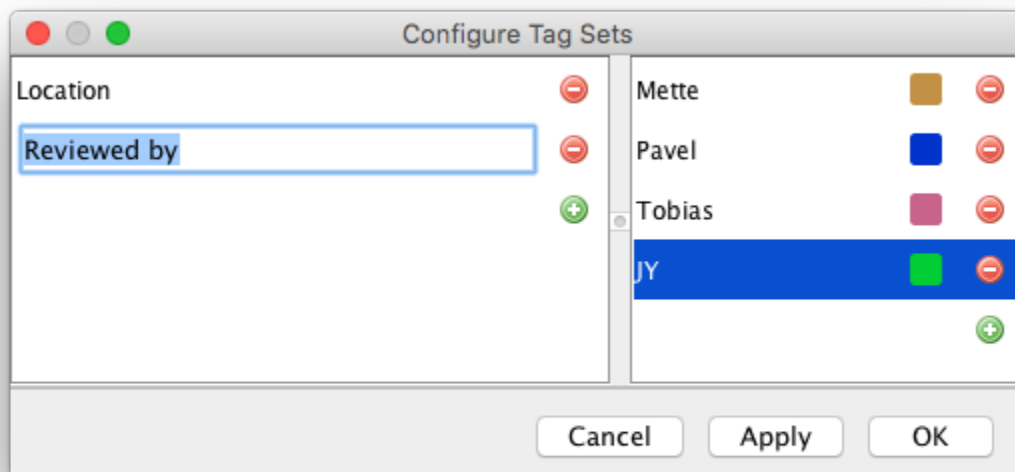 Configure Tag Sets
Location
Reviewed by
Mette
Pavel
Tobias
JY
Cancel Apply OK